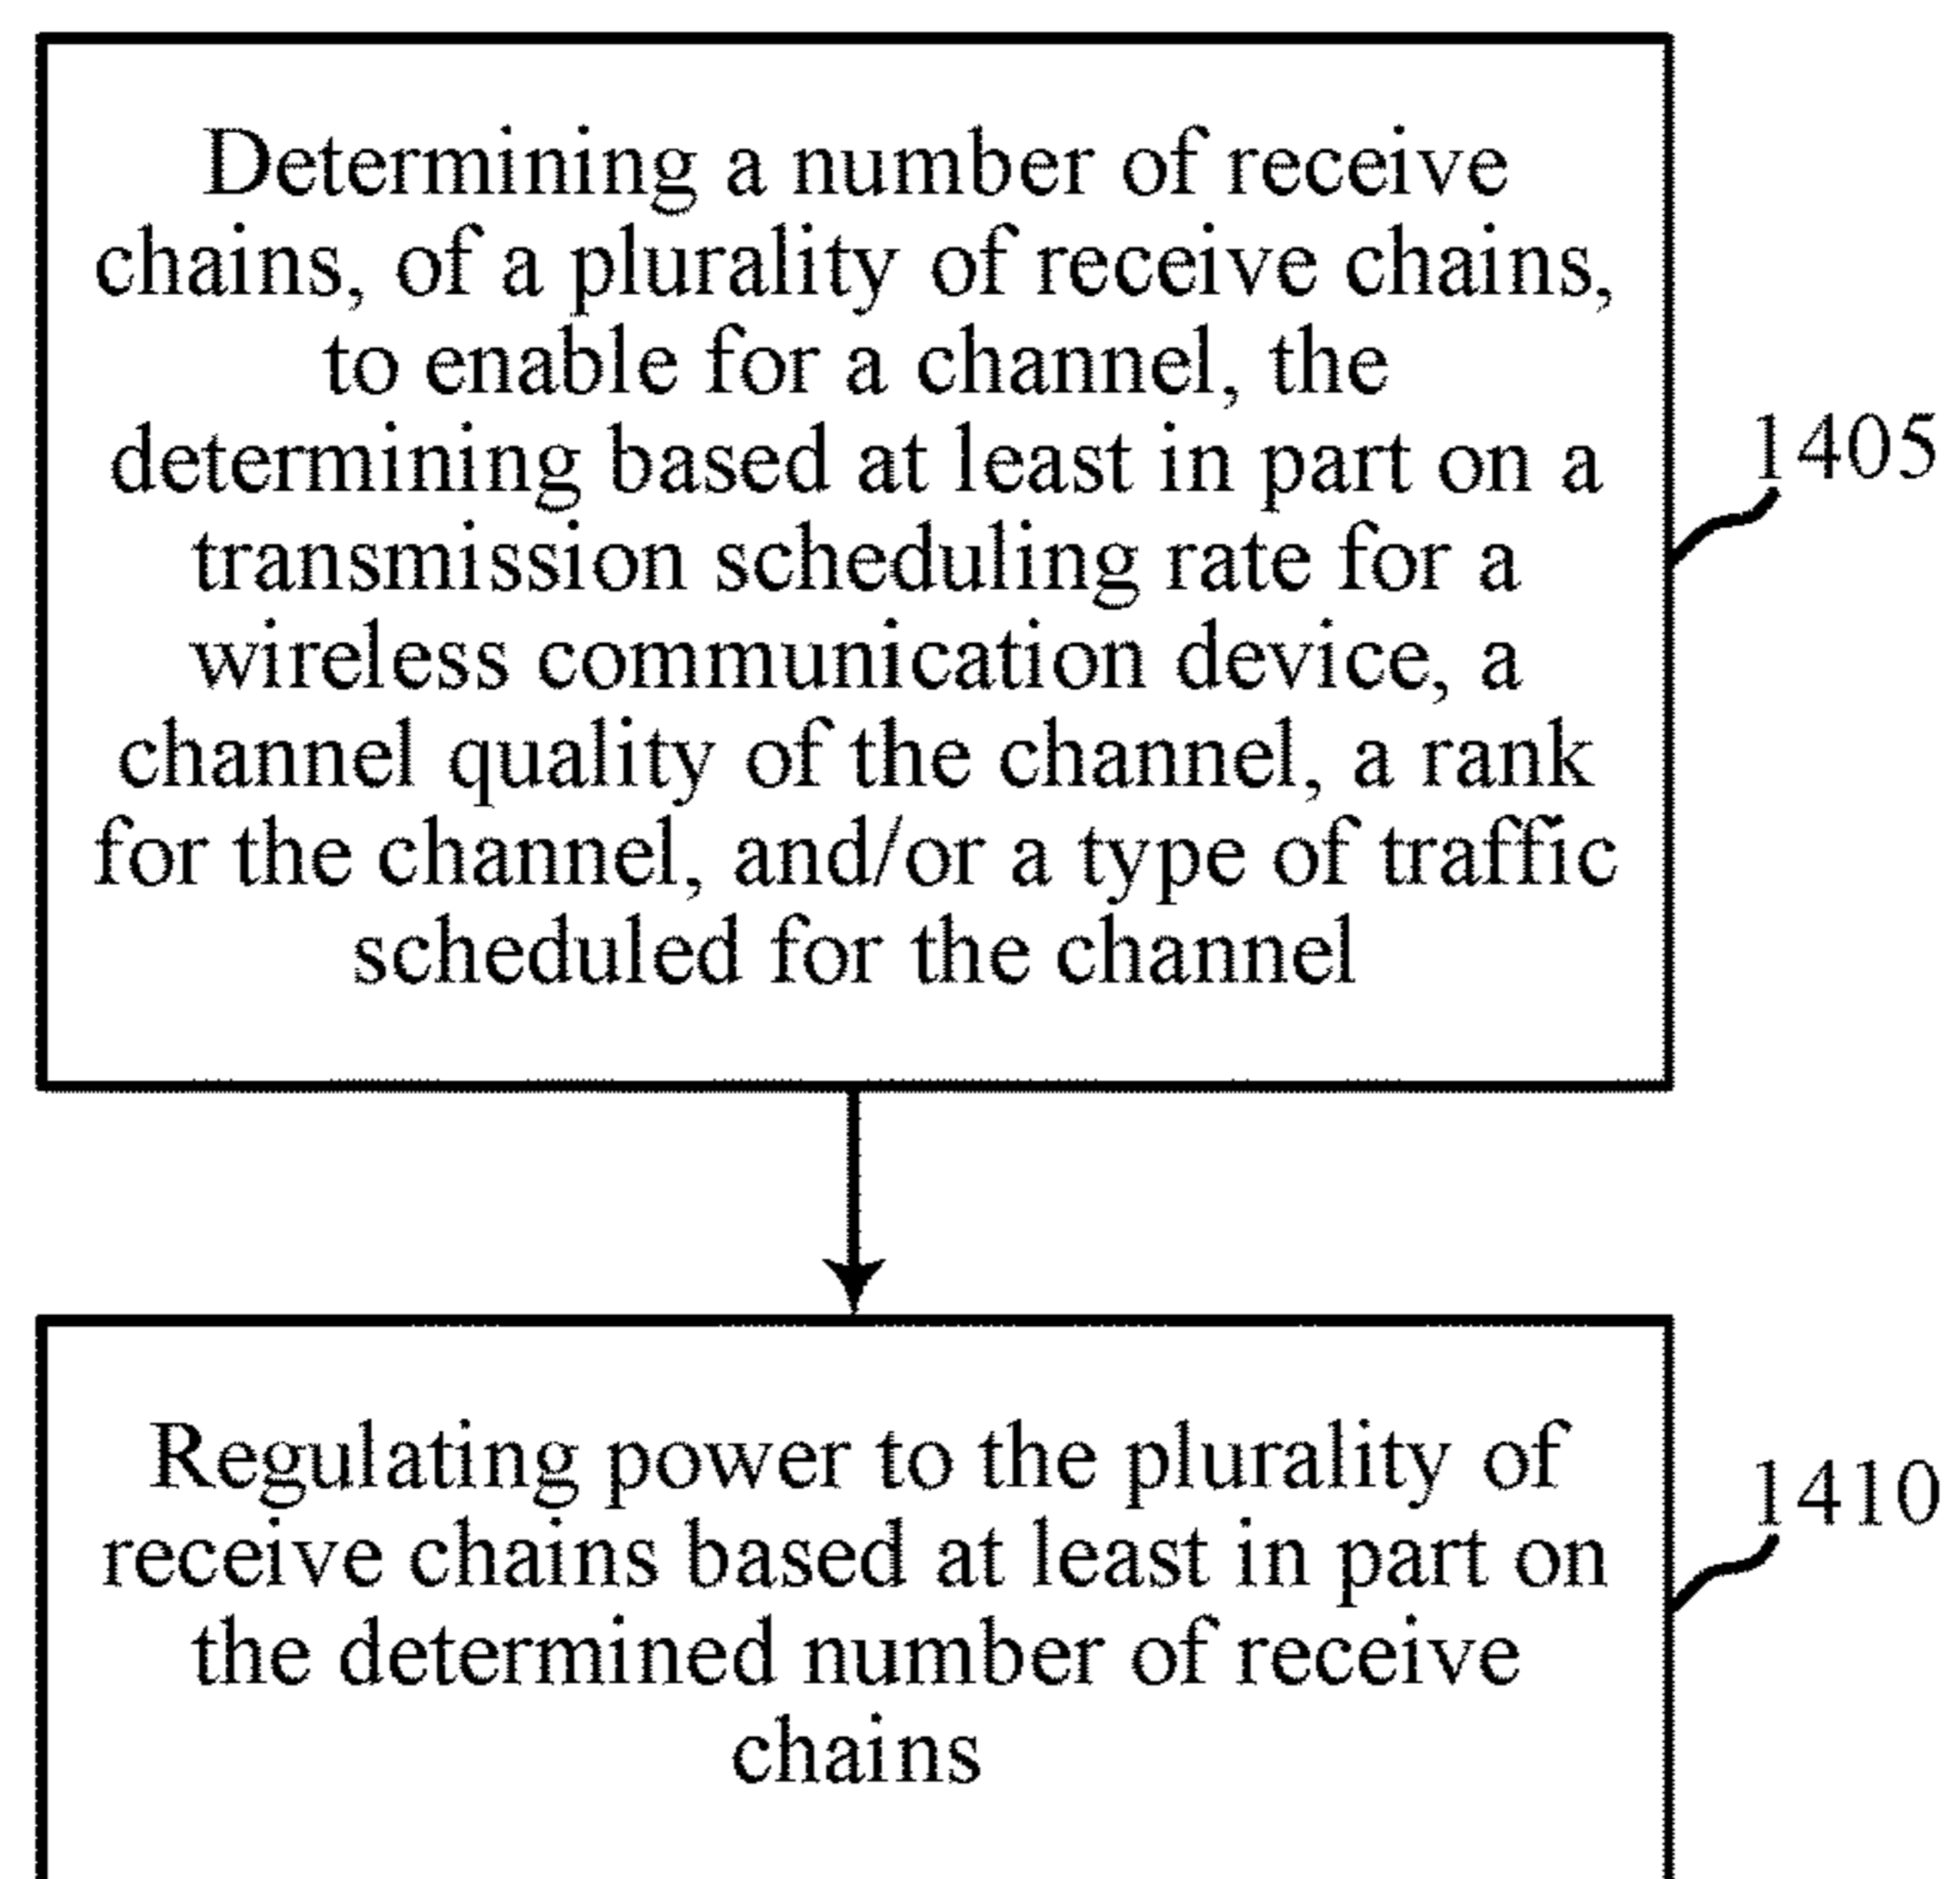 Determining a number of receive
chains, of a plurality of receive chains,
to enable for a channel, the
determining based at least in part on a
transmission scheduling rate for a
wireless communication device, a
channel quality of the channel, a rank
for the channel, and/or a type of traffic
scheduled for the channel
1405
Regulating power to the plurality of
receive chains based at least in part on
the determined number of receive
chains
1410